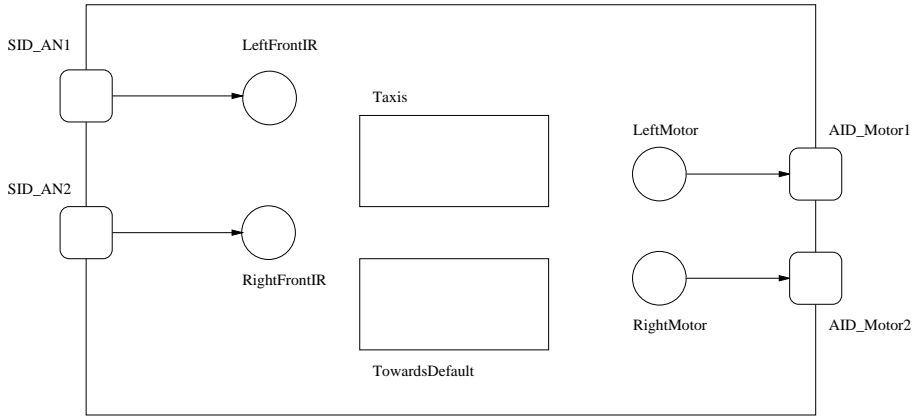 SID_AN1
LeftFrontIR
Taxis
LeftMotor
AID_Motor1
SID_AN2
RightFrontIR
RightMotor
AID_Motor2
TowardsDefault